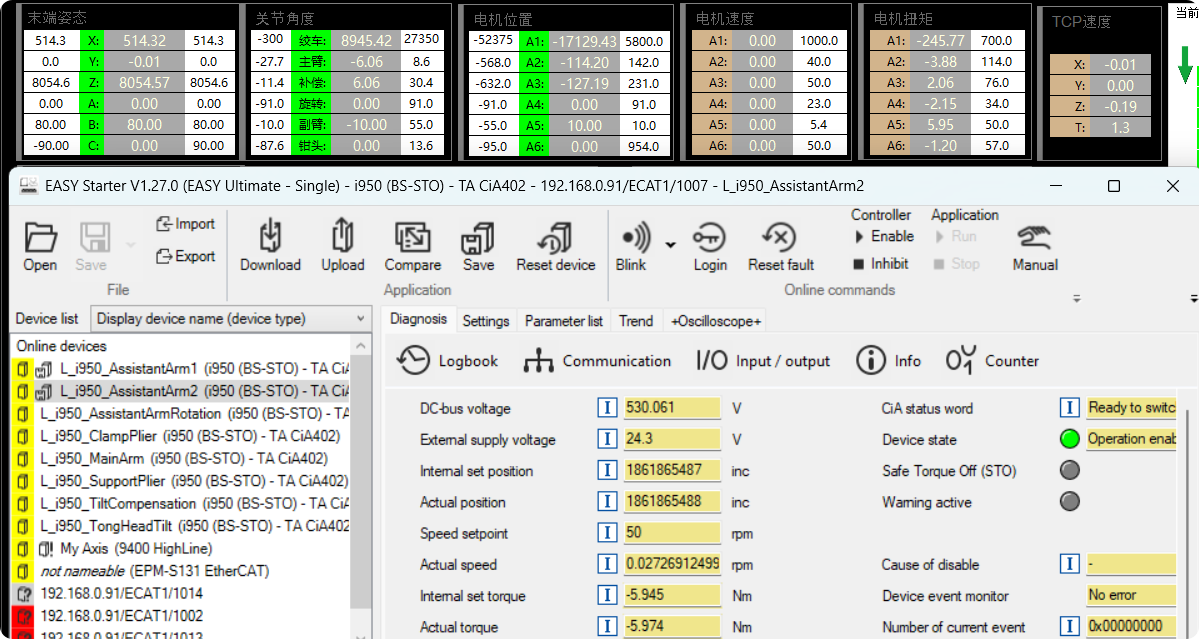 末端姿态
514.3 X: 514.32 514.3
0.0 Y: -0.01 0.0
8054.6 Z: 8054.57 8054.6
0.00 A: 0.00 0.00
80.00 B: 80.00 80.00
-90.00 C: 0.00 90.00
关节角度
-300 绞车: 8945.42 27350
-27.7 主臂: -6.06 8.6
-11.4 补偿: 6.06 30.4
-91.0 旋转: 0.00 91.0
-10.0 副臂: -10.00 55.0
-87.6 钳头: 0.00 13.6
电机位置
-52375 A1: -17129.43 5800.0
-568.0 A2: -114.20 142.0
-632.0 A3: -127.19 231.0
-91.0 A4: 0.00 91.0
-55.0 A5: 10.00 10.0
-95.0 A6: 0.00 954.0
电机速度
A1: 0.00 1000.0
A2: 0.00 40.0
A3: 0.00 50.0
A4: 0.00 23.0
A5: 0.00 5.4
A6: 0.00 50.0
电机扭矩
A1: -245.77 700.0
A2: -3.88 114.0
A3: 2.06 76.0
A4: -2.15 34.0
A5: 5.95 50.0
A6: -1.20 57.0
TCP速度
X: -0.01
Y: 0.00
Z: -0.19
T: 1.3
当前
EASY Starter V1.27.0 (EASY Ultimate - Single) - i950 (BS-STO) - TA CiA402 - 192.168.0.91/ECAT1/1007 - L_i950_AssistantArm2
Open Save Import
Export
File
Download Upload Compare Save Reset device
Application
Blink Login Reset fault
Controller Application
Enable Run
Inhibit Stop
Manual
Online commands
Device list Display device name (device type)
Online devices
L_i950_AssistantArm1 (i950 (BS-STO) - TA CiA
L_i950_AssistantArm2 (i950 (BS-STO) - TA CiA
L_i950_AssistantArmRotation (i950 (BS-STO) - TA
L_i950_ClampPlier (i950 (BS-STO) - TA CiA402)
L_i950_MainArm (i950 (BS-STO) - TA CiA402)
L_i950_SupportPlier (i950 (BS-STO) - TA CiA402)
L_i950_TiltCompensation (i950 (BS-STO) - TA CiA
L_i950_TongHeadTilt (i950 (BS-STO) - TA CiA402
My Axis (9400 HighLine)
not nameable (EPM-S131 EtherCAT)
192.168.0.91/ECAT1/1014
192.168.0.91/ECAT1/1002
192.168.0.91/ECAT1/1013
Diagnosis Settings Parameter list Trend +Oscilloscope+
Logbook Communication I/O Input / output Info Counter
DC-bus voltage I 530.061 V
External supply voltage I 24.3 V
Internal set position I 1861865487 inc
Actual position I 1861865488 inc
Speed setpoint I 50 rpm
Actual speed I 0.02726912499 rpm
Internal set torque I -5.945 Nm
Actual torque I -5.974 Nm
CiA status word I Ready to switc
Device state Operation enab
Safe Torque Off (STO)
Warning active
Cause of disable I -
Device event monitor No error
Number of current event I 0x00000000